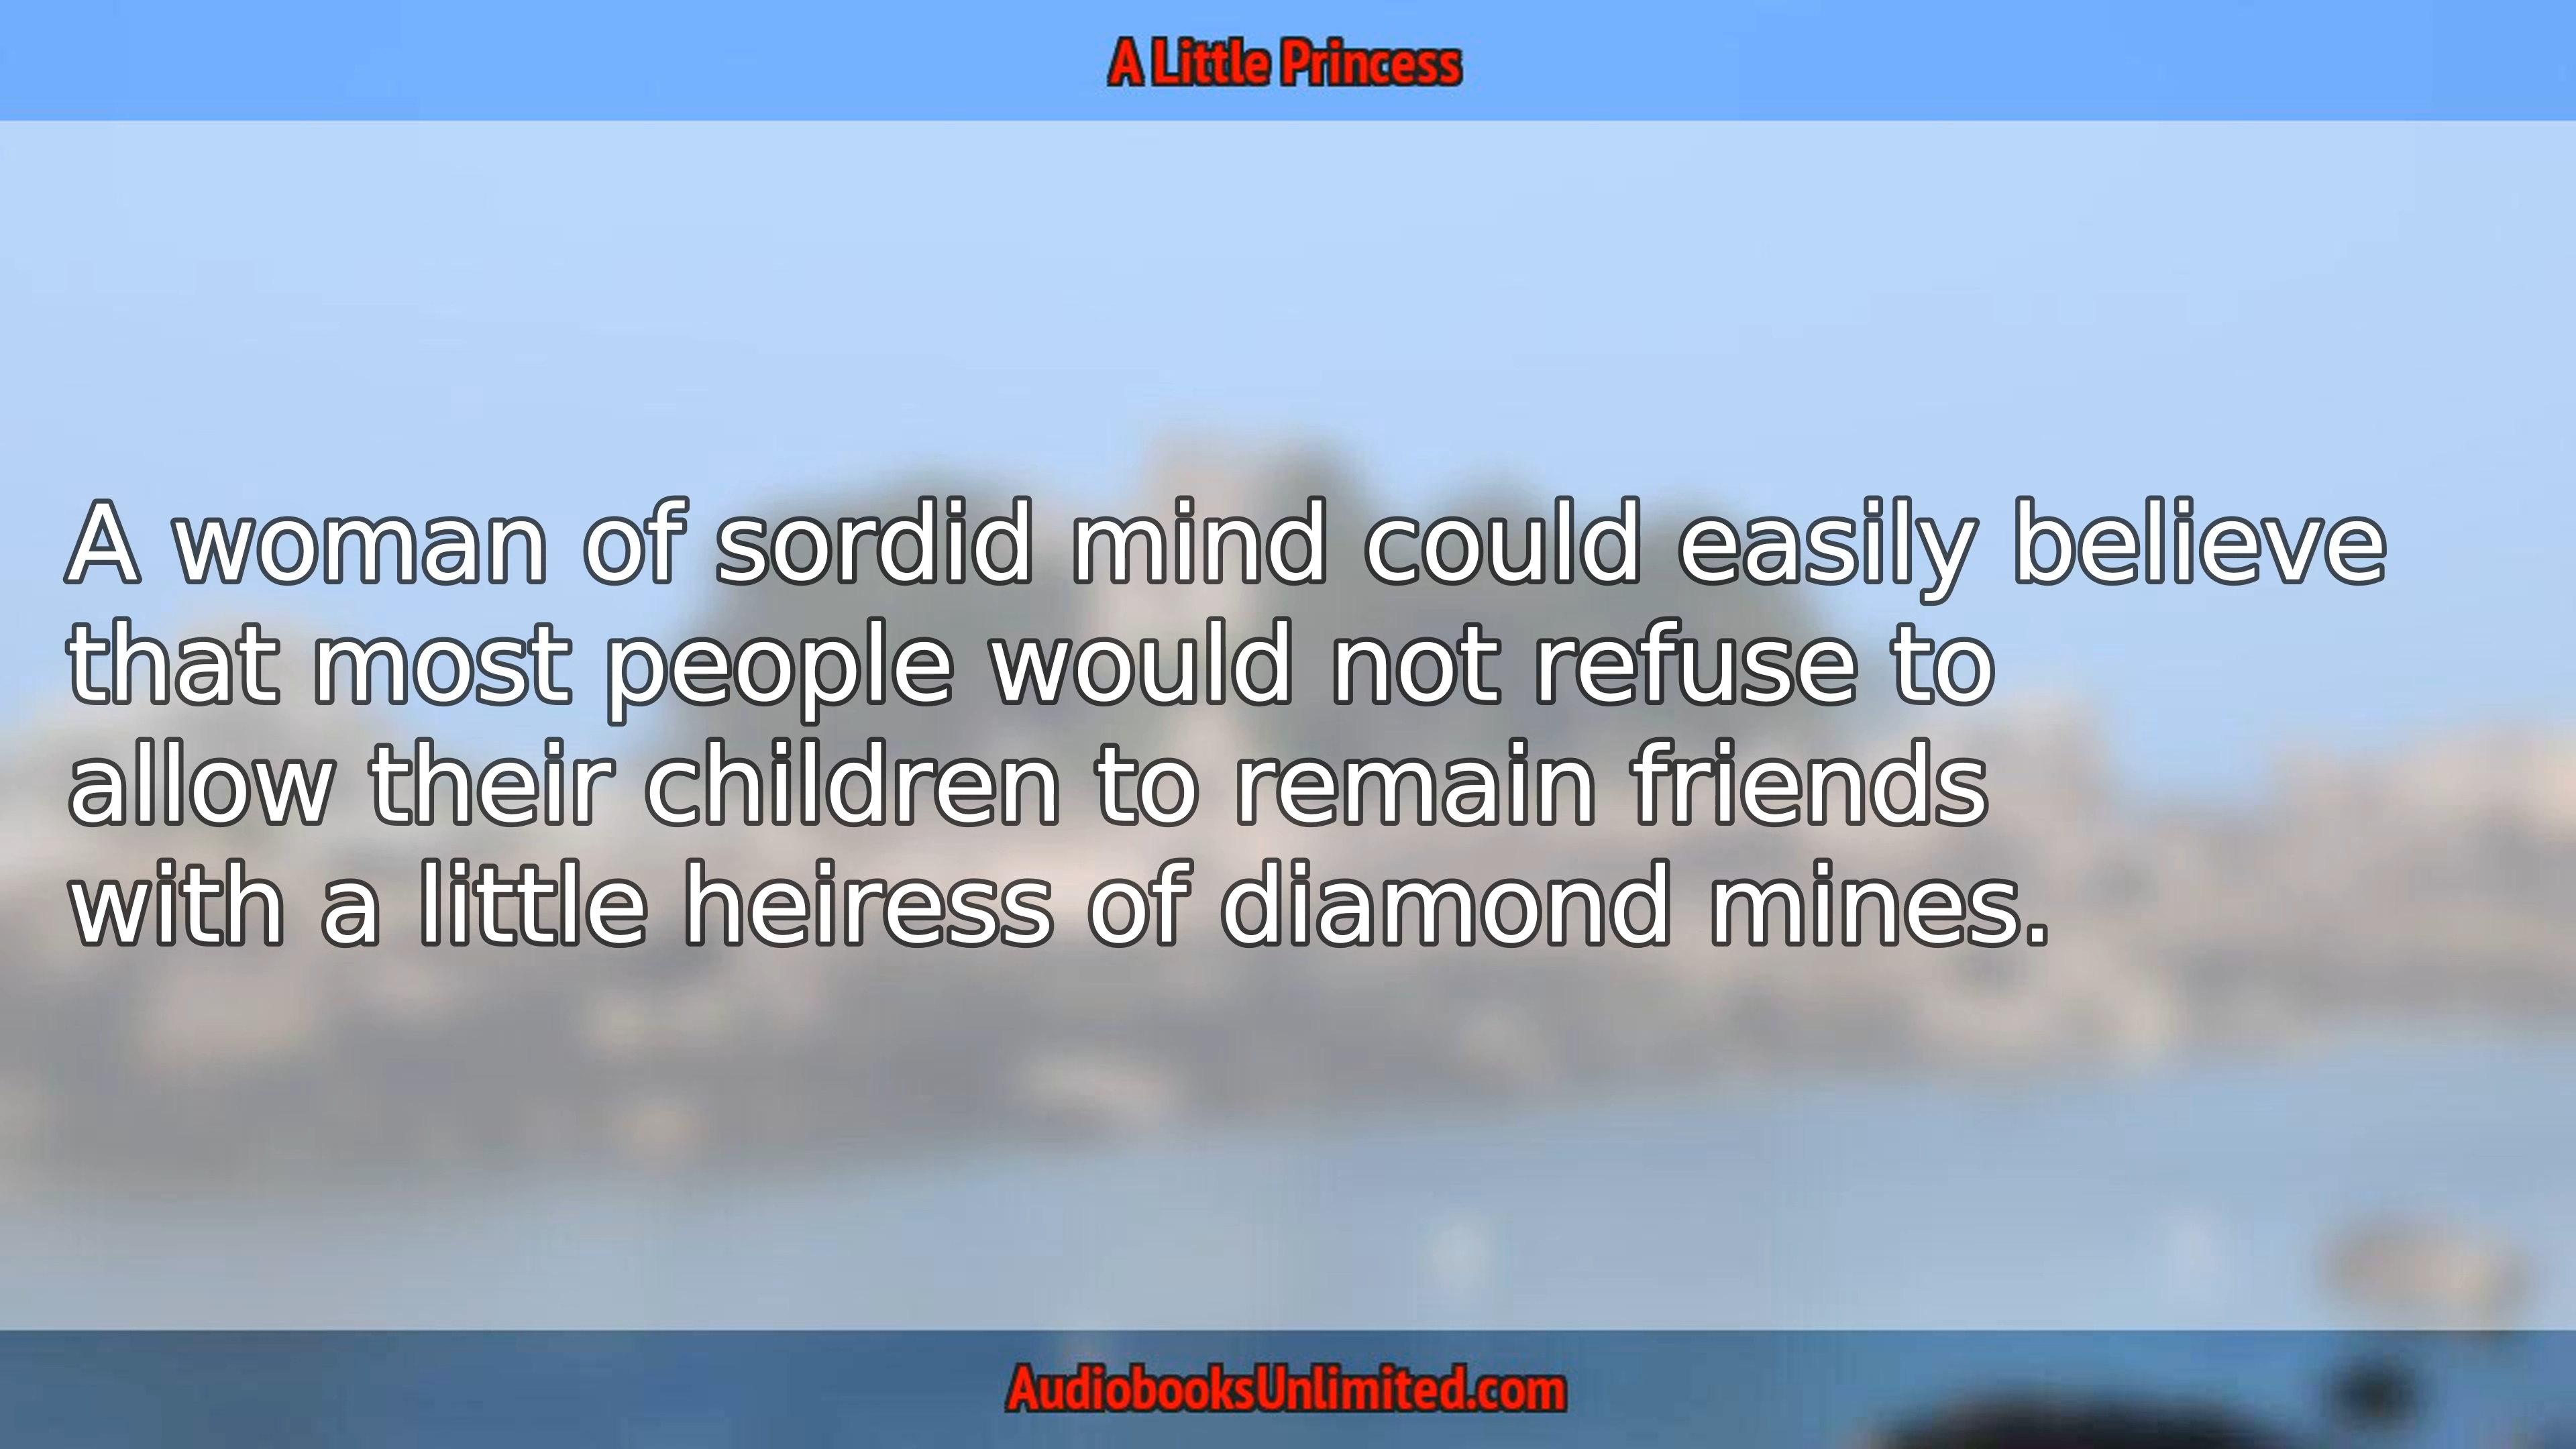 A Little Princess
A woman of sordid mind could easily believe
that most people would not refuse to
allow their children to remain friends
with a little heiress of diamond mines.
AudiobooksUnlimited.com